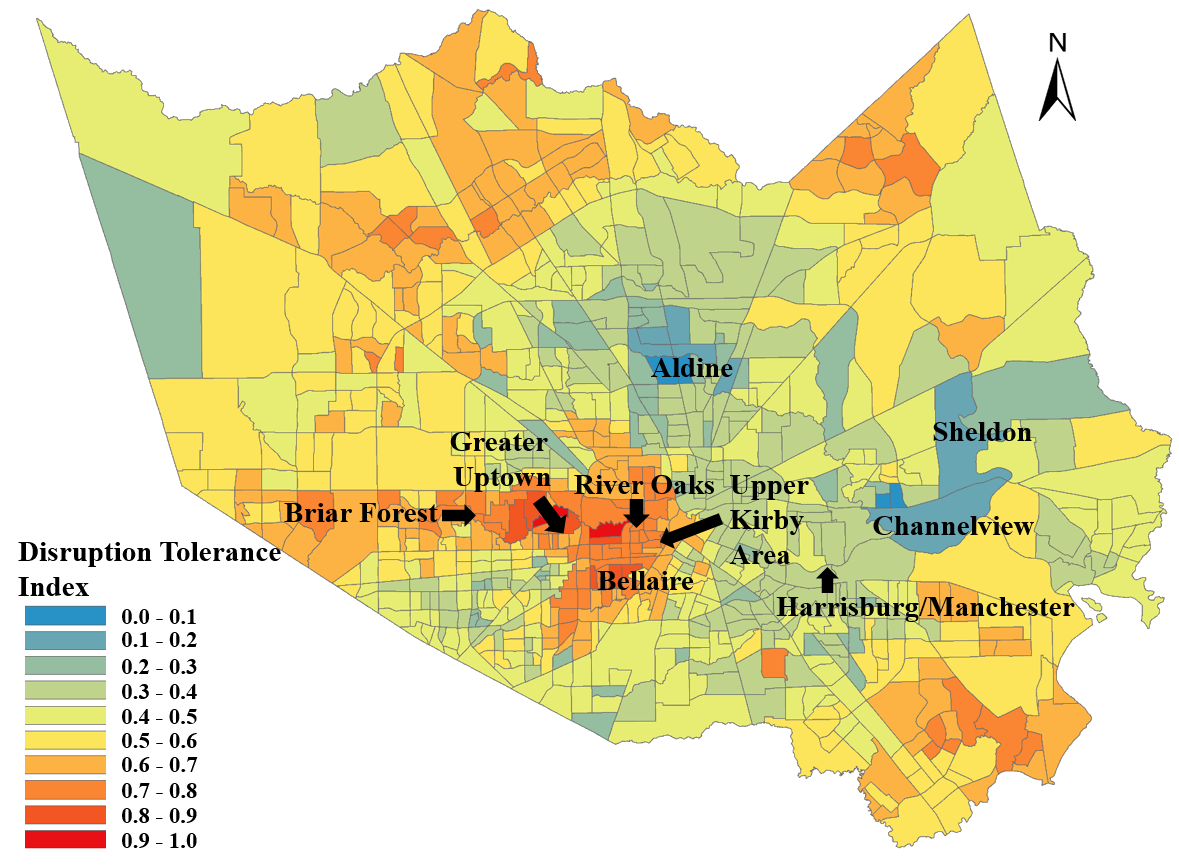 N
Aldine
Sheldon
Greater
Uptown
River Oaks
Upper
Kirby
Area
Briar Forest
Channelview
Bellaire
Harrisburg/Manchester
Disruption Tolerance
Index
0.0 - 0.1
0.1 - 0.2
0.2 - 0.3
0.3 - 0.4
0.4 - 0.5
0.5 - 0.6
0.6 - 0.7
0.7 - 0.8
0.8 - 0.9
0.9 - 1.0